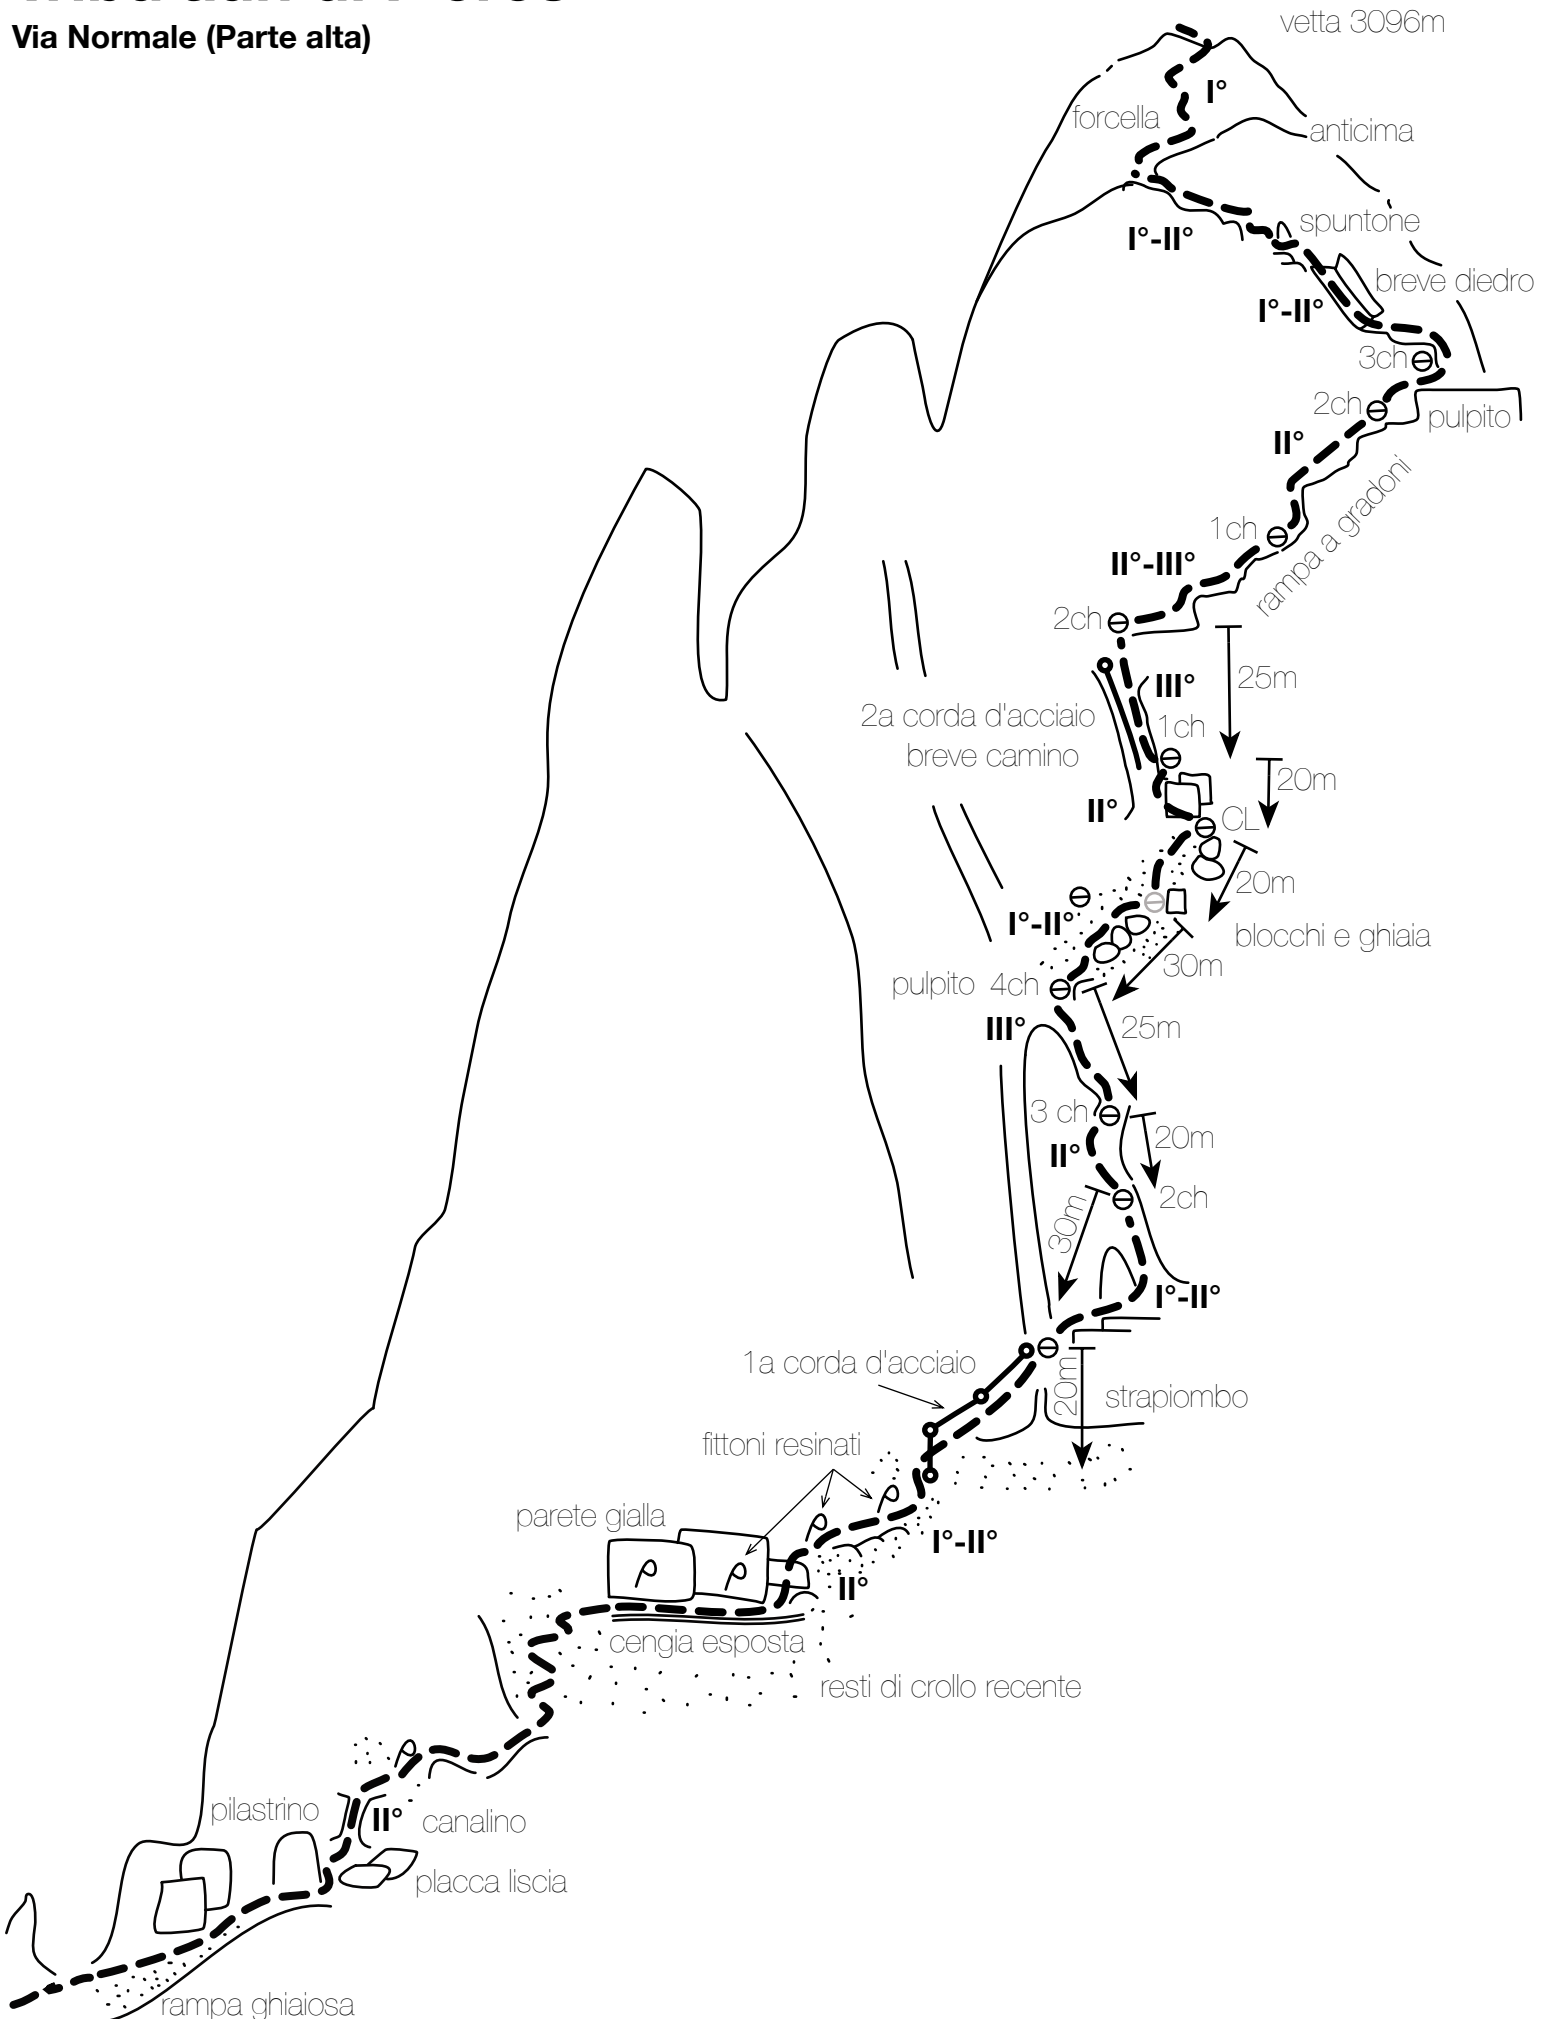 Via Normale (Parte alta)
vetta 3096m
I°
forcella
anticima
spuntone
I°-II°
breve diedro
I°-II°
3ch
2ch
pulpito
II°
rampa a gradoni
1ch
II°-III°
2ch
25m
III°
2a corda d'acciaio
1ch
breve camino
20m
II°
CL
20m
I°-II°
blocchi e ghiaia
30m
pulpito 4ch
III°
25m
3 ch
20m
II°
2ch
30m
I°-II°
1a corda d'acciaio
20m
strapiombo
fittoni resinati
parete gialla
I°-II°
II°
cengia esposta
resti di crollo recente
pilastrino
II°
canalino
placca liscia
rampa ghiaiosa